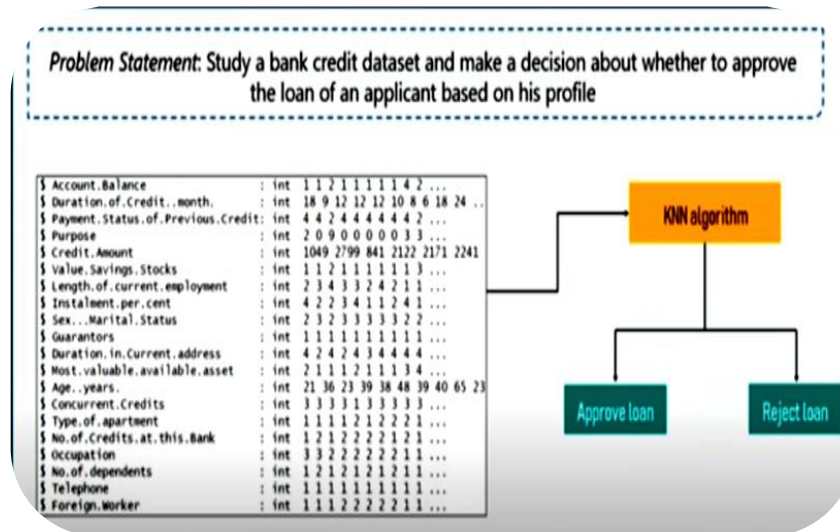 Problem Statement: Study a bank credit dataset and make a decision about whether to approve
the loan of an applicant based on his profile
$ Account.Balance : int 1 1 2 1 1 1 1 1 4 2 ...
$ Duration.of.Credit..month. : int 18 9 12 12 12 10 8 6 18 24 ..
$ Payment.Status.of.Previous.Credit: int 4 4 2 4 4 4 4 4 4 2 ...
$ Purpose : int 2 0 9 0 0 0 0 0 3 3 ...
$ Credit.Amount : int 1049 2799 841 2122 2171 2241
$ Value.Savings.Stocks : int 1 1 2 1 1 1 1 1 1 3 ...
$ Length.of.current.employment : int 2 3 4 3 3 2 4 2 1 1 ...
$ Instalment.per.cent : int 4 2 2 3 4 1 1 2 4 1 ...
$ Sex...Marital.Status : int 2 3 2 3 3 3 3 3 2 2 ...
$ Guarantors : int 1 1 1 1 1 1 1 1 1 1 ...
$ Duration.in.Current.address : int 4 2 4 2 4 3 4 4 4 4 ...
$ Most.valuable.available.asset : int 2 1 1 1 2 1 1 1 3 4 ...
$ Age..years. : int 21 36 23 39 38 48 39 40 65 23
$ Concurrent.Credits : int 3 3 3 3 1 3 3 3 3 3 ...
$ Type.of.apartment : int 1 1 1 1 2 1 2 2 2 1 ...
$ No.of.Credits.at.this.Bank : int 1 2 1 2 2 2 2 1 2 1 ...
$ Occupation : int 3 3 2 2 2 2 2 2 1 1 ...
$ No.of.dependents : int 1 2 1 2 1 2 1 2 1 1 ...
$ Telephone : int 1 1 1 1 1 1 1 1 1 1 ...
$ Foreign.Worker : int 1 1 1 2 2 2 2 2 1 1 ...
KNN algorithm
Approve loan
Reject loan